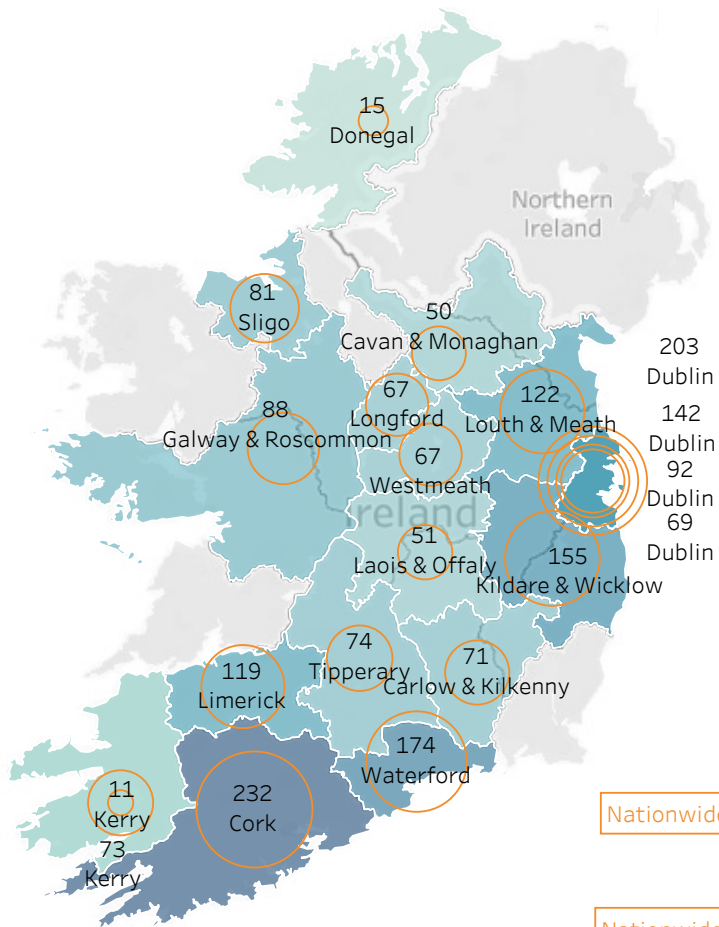 15
Donegal
Northern
Ireland
81
Sligo
50
Cavan & Monaghan
203
Dublin
67
Longford
122
Louth & Meath
88
Galway & Roscommon
142
Dublin
67
Westmeath
92
Dublin
Ireland
69
Dublin
51
Laois & Offaly
155
Kildare & Wicklow
74
Tipperary
71
Carlow & Kilkenny
119
Limerick
174
Waterford
11
Kerry
73
Kerry
232
Cork
Nationwide
Nationwide